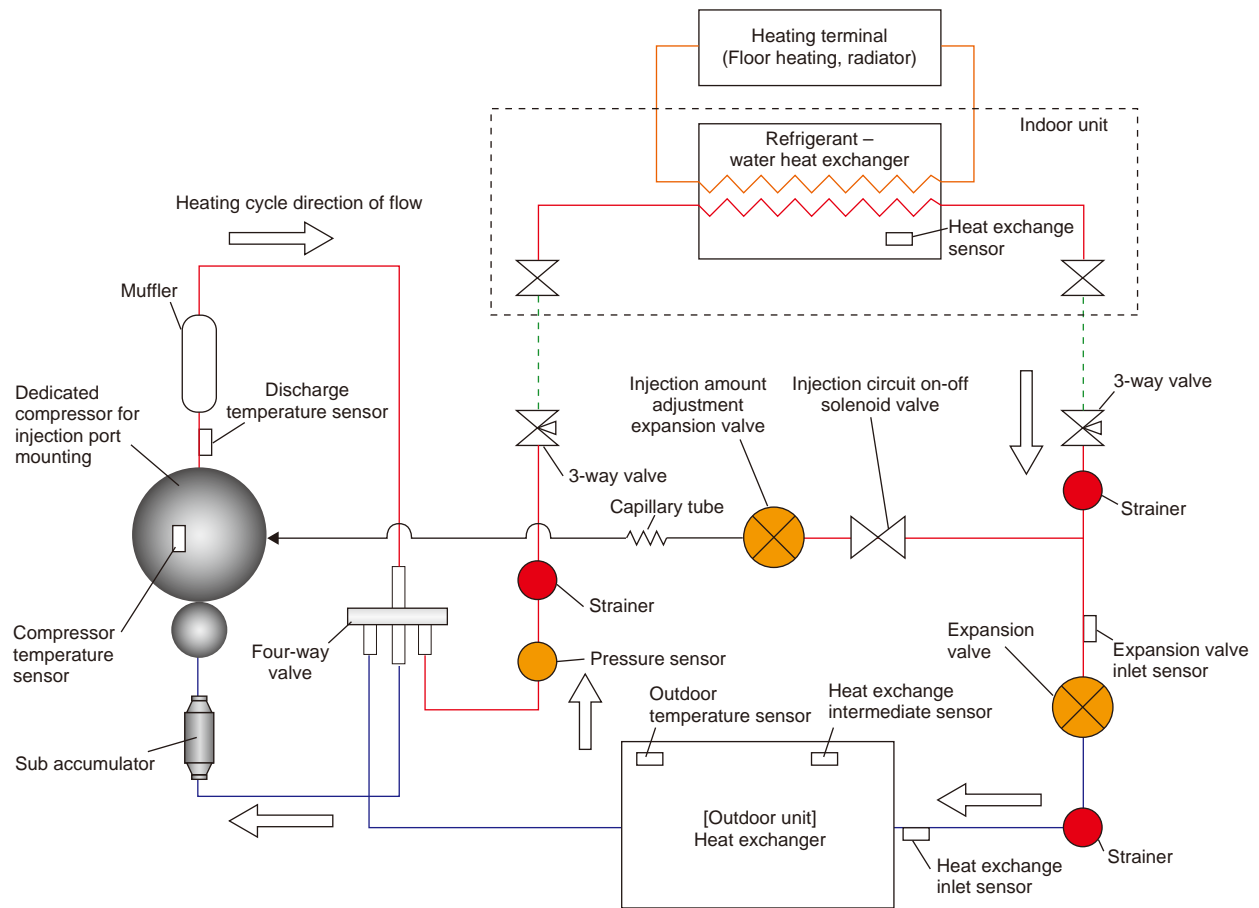 Heating terminal
(Floor heating, radiator)
Indoor unit
Refrigerant –
water heat exchanger
Heating cycle direction of flow
Heat exchange
sensor
Muffler
Discharge
temperature sensor
Dedicated
compressor for
injection port
mounting
Injection amount
adjustment
expansion valve
Injection circuit on-off
solenoid valve
3-way valve
3-way valve
Capillary tube
Strainer
Strainer
Compressor
temperature
sensor
Four-way
valve
Pressure sensor
Expansion
valve
Expansion valve
inlet sensor
Outdoor
temperature sensor
Heat exchange
intermediate sensor
Sub accumulator
[Outdoor unit]
Heat exchanger
Heat exchange
inlet sensor
Strainer